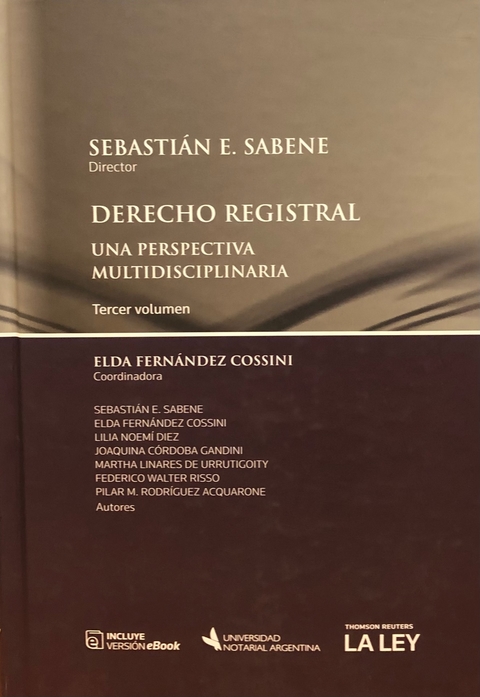 SEBASTIÁN E. SABENE
Director
DERECHO REGISTRAL
UNA PERSPECTIVA
MULTIDISCIPLINARIA
Tercer volumen
ELDA FERNÁNDEZ COSSINI
Coordinadora
SEBASTIÁN E. SABENE
ELDA FERNÁNDEZ COSSINI
LILIA NOEMÍ DIEZ
JOAQUINA CÓRDOBA GANDINI
MARTHA LINARES DE URRUTIGOITY
FEDERICO WALTER RISSO
PILAR M. RODRÍGUEZ ACQUARONE
Autores
e
INCLUYE
VERSIÓN eBook
UNIVERSIDAD
NOTARIAL ARGENTINA
THOMSON REUTERS
LA LEY